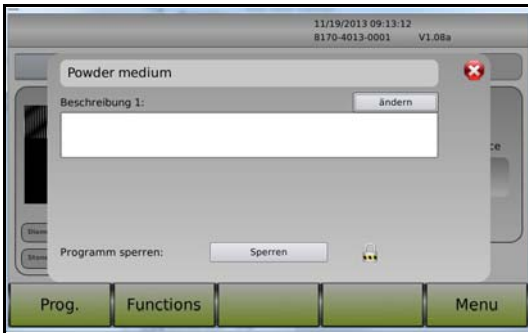 11/19/2013 09:13:12
8170-4013-0001 V1.08a
Powder medium
Beschreibung 1:
ändern
Programm sperren:
Sperren
Prog.
Functions
Menu